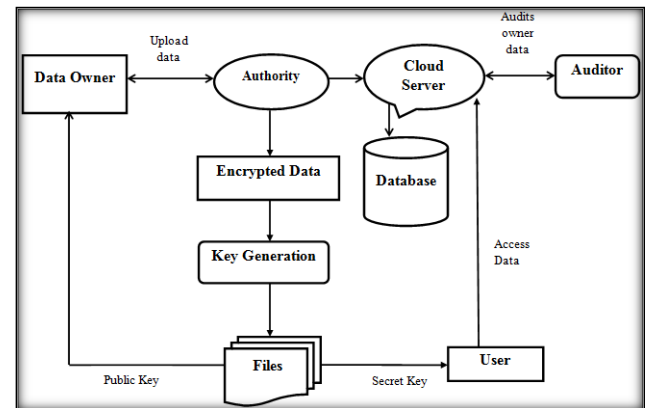 Upload
data
Audits
owner
data
Data Owner
Authority
Cloud
Server
Auditor
Encrypted Data
Database
Key Generation
Access
Data
Files
User
Public Key
Secret Key